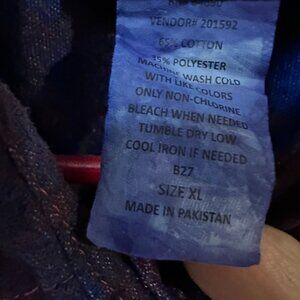 VENDOR# 201592
65% COTTON
35% POLYESTER
MACHINE WASH COLD
WITH LIKE COLORS
ONLY NON-CHLORINE
BLEACH WHEN NEEDED
TUMBLE DRY LOW
COOL IRON IF NEEDED
B27
SIZE XL
MADE IN PAKISTAN